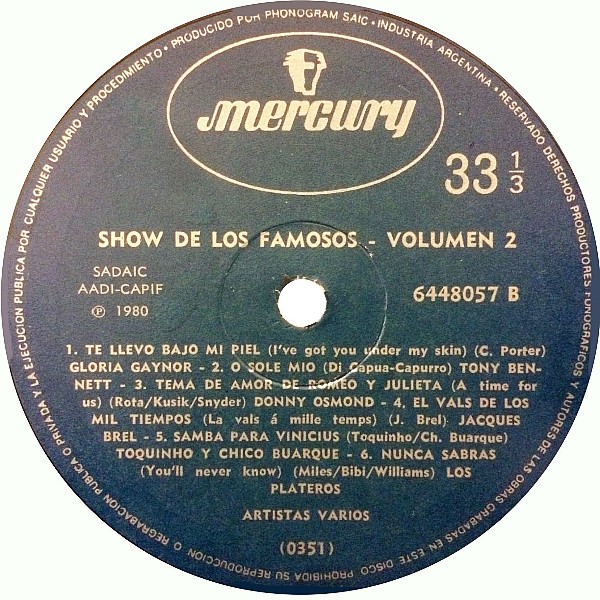 PRODUCIDO POR PHONOGRAM SAIC • INDUSTRIA ARGENTINA • RESERVADO DERECHOS PRODUCTORES FONOGRAFICOS Y AUTORES DE LAS OBRAS GRABADAS EN ESTE DISCO PROHIBIDA SU REPRODUCCION O REGRABACION PUBLICA O PRIVADA Y LA EJECUCION PUBLICA POR CUALQUIER USUARIO Y PROCEDIMIENTO •
mercury
33 1/3
SHOW DE LOS FAMOSOS - VOLUMEN 2
SADAIC
AADI-CAPIF
℗ 1980
6448057 B
1. TE LLEVO BAJO MI PIEL (I've got you under my skin) (C. Porter)
GLORIA GAYNOR - 2. O SOLE MIO (Di Capua-Capurro) TONY BEN-
NETT - 3. TEMA DE AMOR DE ROMEO Y JULIETA (A time for
us) (Rota/Kusik/Snyder) DONNY OSMOND - 4. EL VALS DE LOS
MIL TIEMPOS (La vals á mille temps) (J. Brel) JACQUES
BREL - 5. SAMBA PARA VINICIUS (Toquinho/Ch. Buarque)
TOQUINHO Y CHICO BUARQUE - 6. NUNCA SABRAS
(You'll never know) (Miles/Bibi/Williams) LOS
PLATEROS
ARTISTAS VARIOS
(0351)